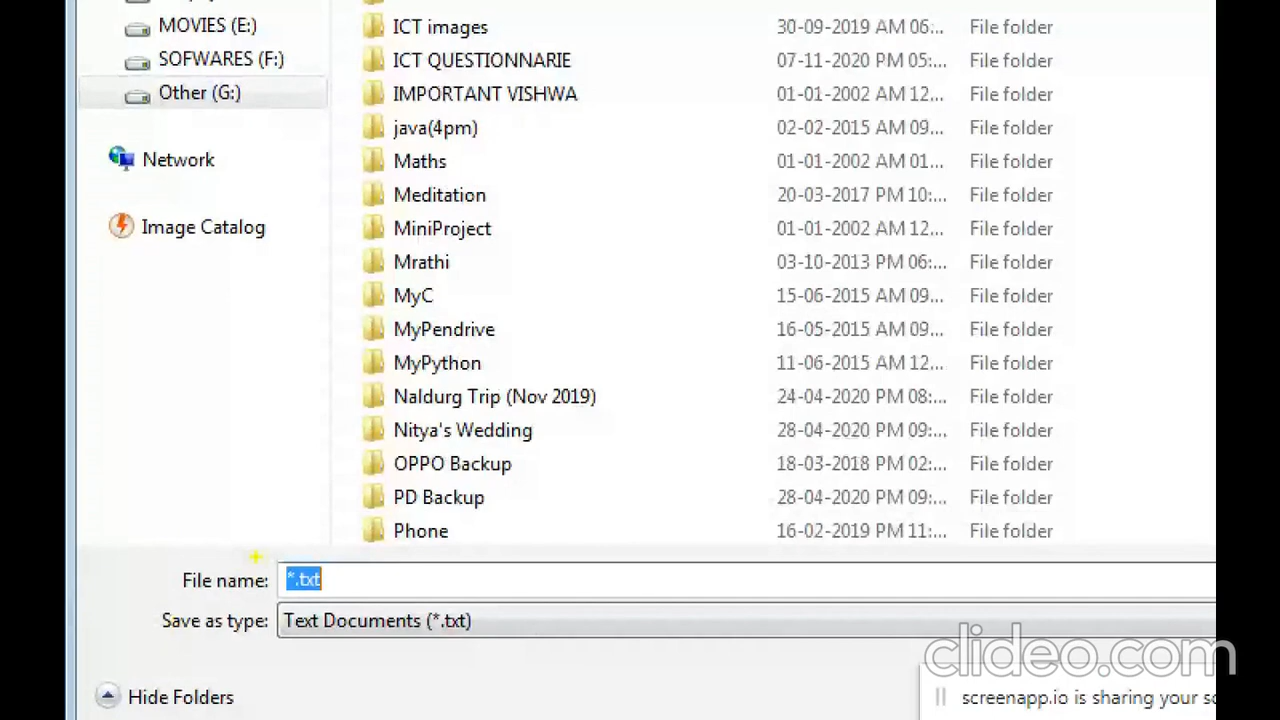 MOVIES (E:)
SOFWARES (F:)
Other (G:)
Network
Image Catalog
ICT images 30-09-2019 AM 06:... File folder
ICT QUESTIONNARIE 07-11-2020 PM 05:... File folder
IMPORTANT VISHWA 01-01-2002 AM 12... File folder
java(4pm) 02-02-2015 AM 09... File folder
Maths 01-01-2002 AM 01... File folder
Meditation 20-03-2017 PM 10:... File folder
MiniProject 01-01-2002 AM 12... File folder
Mrathi 03-10-2013 PM 06:... File folder
MyC 15-06-2015 AM 09... File folder
MyPendrive 16-05-2015 AM 09... File folder
MyPython 11-06-2015 AM 12... File folder
Naldurg Trip (Nov 2019) 24-04-2020 PM 08:... File folder
Nitya's Wedding 28-04-2020 PM 09:... File folder
OPPO Backup 18-03-2018 PM 02:... File folder
PD Backup 28-04-2020 PM 09:... File folder
Phone 16-02-2019 PM 11:... File folder
File name: *.txt
Save as type: Text Documents (*.txt)
clideo.com
Hide Folders
screenapp.io is sharing your